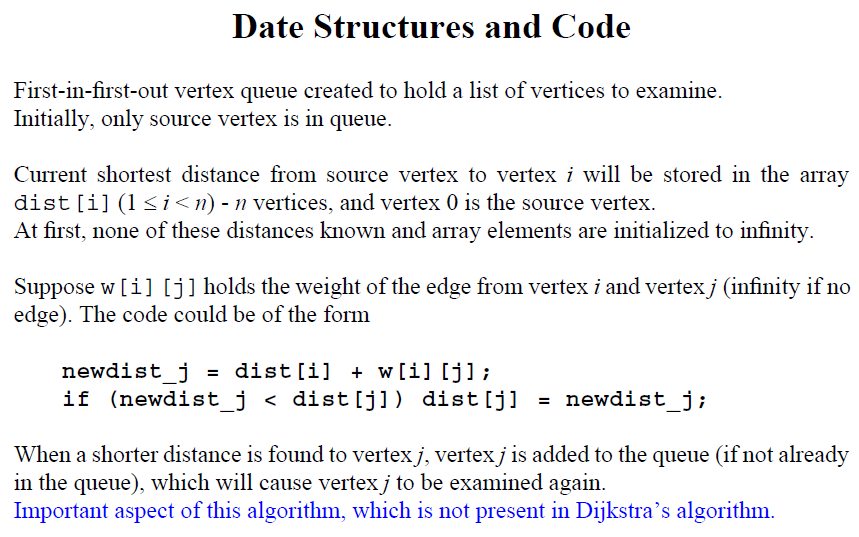 Date Structures and Code
First-in-first-out vertex queue created to hold a list of vertices to examine.
Initially, only source vertex is in queue.
Current shortest distance from source vertex to vertex i will be stored in the array
dist[i] (1 ≤ i < n) - n vertices, and vertex 0 is the source vertex.
At first, none of these distances known and array elements are initialized to infinity.
Suppose w[i][j] holds the weight of the edge from vertex i and vertex j (infinity if no
edge). The code could be of the form
newdist_j = dist[i] + w[i][j];
if (newdist_j < dist[j]) dist[j] = newdist_j;
When a shorter distance is found to vertex j, vertex j is added to the queue (if not already
in the queue), which will cause vertex j to be examined again.
Important aspect of this algorithm, which is not present in Dijkstra’s algorithm.